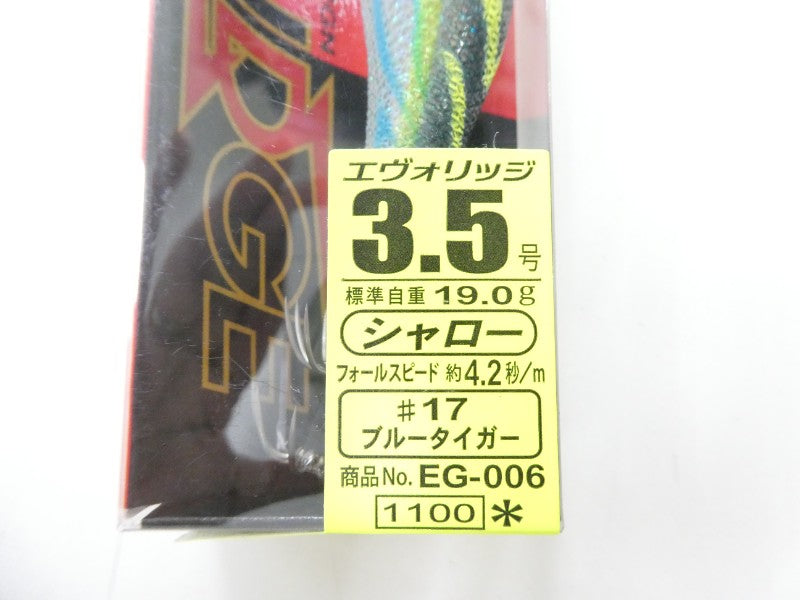 エヴォリッジ
3.5号
標準自重 19.0g
シャロー
フォールスピード 約4.2秒/m
#17
ブルータイガー
商品No. EG-006
1100 *
RGE